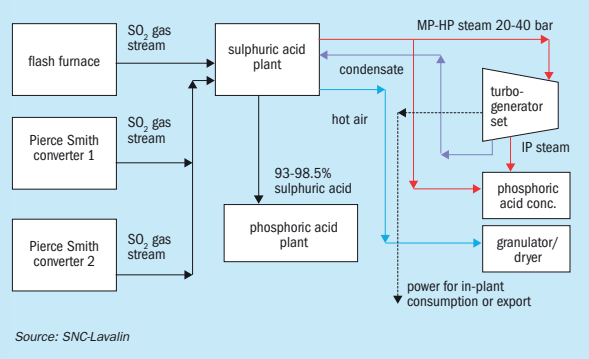 flash furnace
SO2 gas
stream
sulphuric acid
plant
MP-HP steam 20-40 bar
condensate
hot air
turbo-
generator
set
IP steam
Pierce Smith
converter 1
SO2 gas
stream
93-98.5%
sulphuric acid
phosphoric acid
plant
phosphoric
acid conc.
Pierce Smith
converter 2
SO2 gas
stream
granulator/
dryer
power for in-plant
consumption or export
Source: SNC-Lavalin